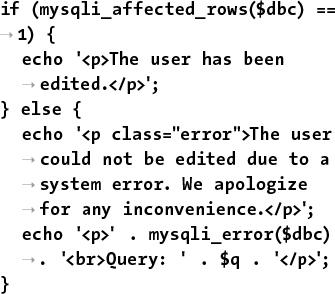 if (mysqli_affected_rows($dbc) ==
→ 1) {
echo '<p>The user has been
→ edited.</p>';
} else {
echo '<p class="error">The user
→ could not be edited due to a
→ system error. We apologize
→ for any inconvenience.</p>';
echo '<p>' . mysqli_error($dbc)
→ . '<br>Query: ' . $q . '</p>';
}